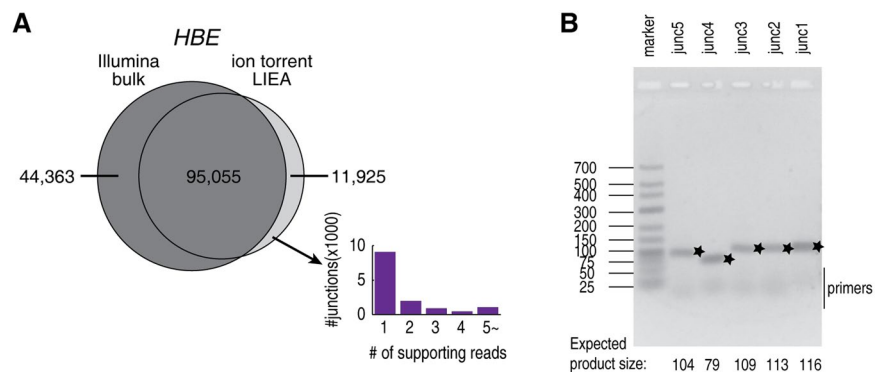 A
HBE
Illumina
bulk
ion torrent
LIEA
44,363
95,055
11,925
#junctions(x1000)
10
5
0
1 2 3 4 5~
# of supporting reads
B
marker
junc5
junc4
junc3
junc2
junc1
700
500
400
300
200
150
100
75
50
25
primers
Expected
product size: 104 79 109 113 116